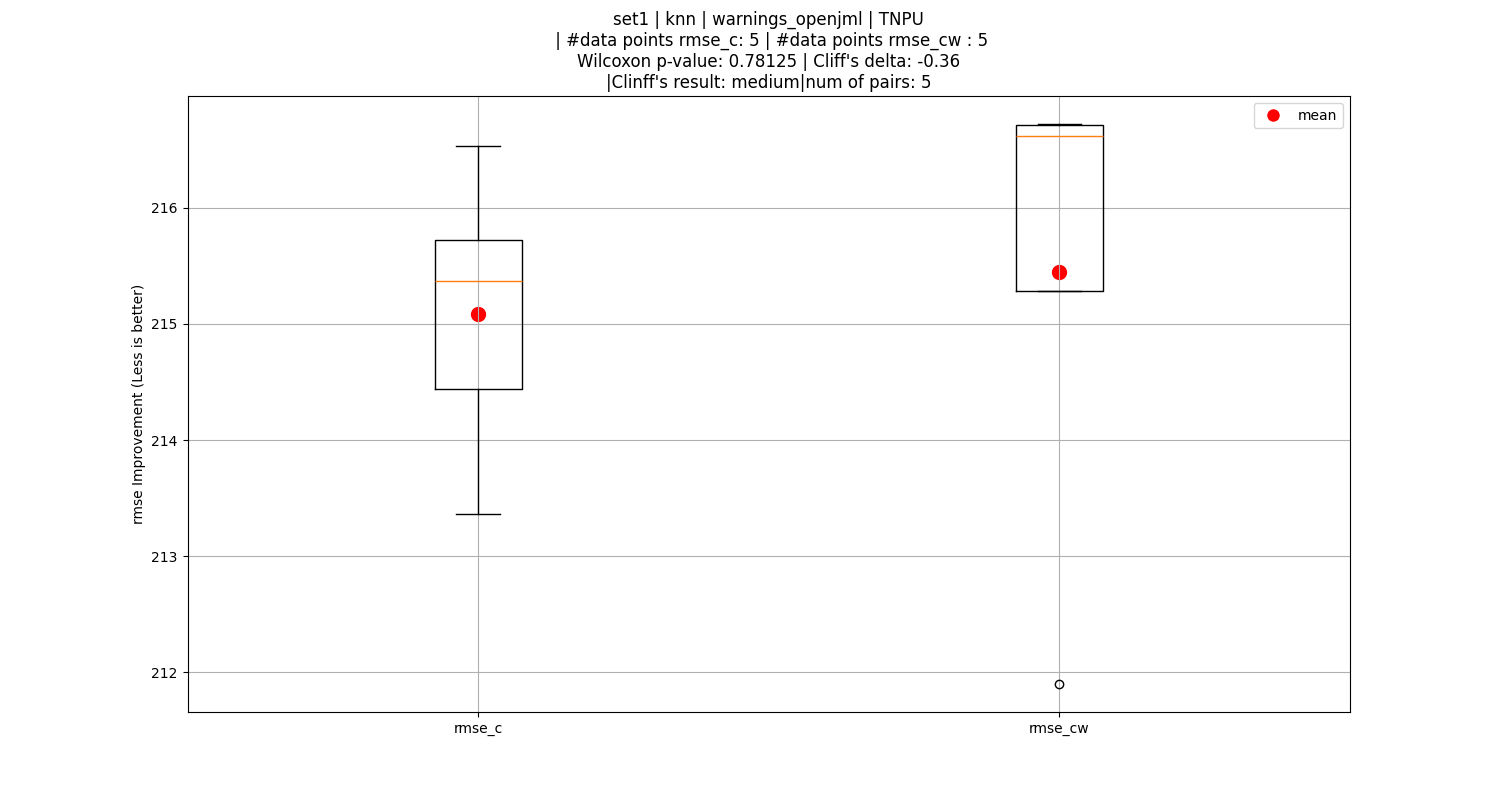 set1 | knn | warnings_openjml | TNPU
| #data points rmse_c: 5 | #data points rmse_cw : 5
Wilcoxon p-value: 0.78125 | Cliff's delta: -0.36
|Clinff's result: medium|num of pairs: 5
mean
rmse Improvement (Less is better)
216
215
214
213
212
rmse_c
rmse_cw